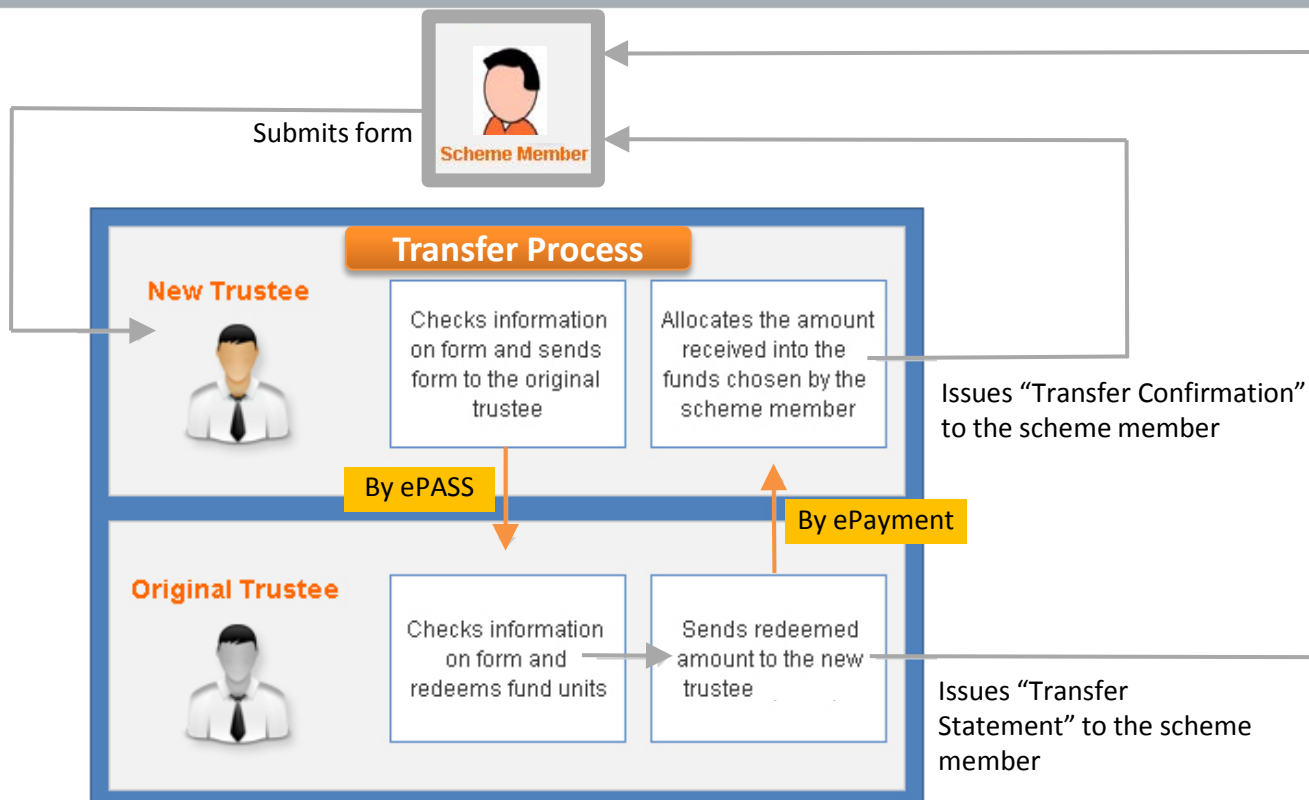 Submits form
Scheme Member
Transfer Process
New Trustee
Checks information
on form and sends
form to the original
trustee
Allocates the amount
received into the
funds chosen by the
scheme member
Issues “Transfer Confirmation”
to the scheme member
By ePASS
By ePayment
Original Trustee
Checks information
on form and
redeems fund units
Sends redeemed
amount to the new
trustee
Issues “Transfer
Statement” to the scheme
member